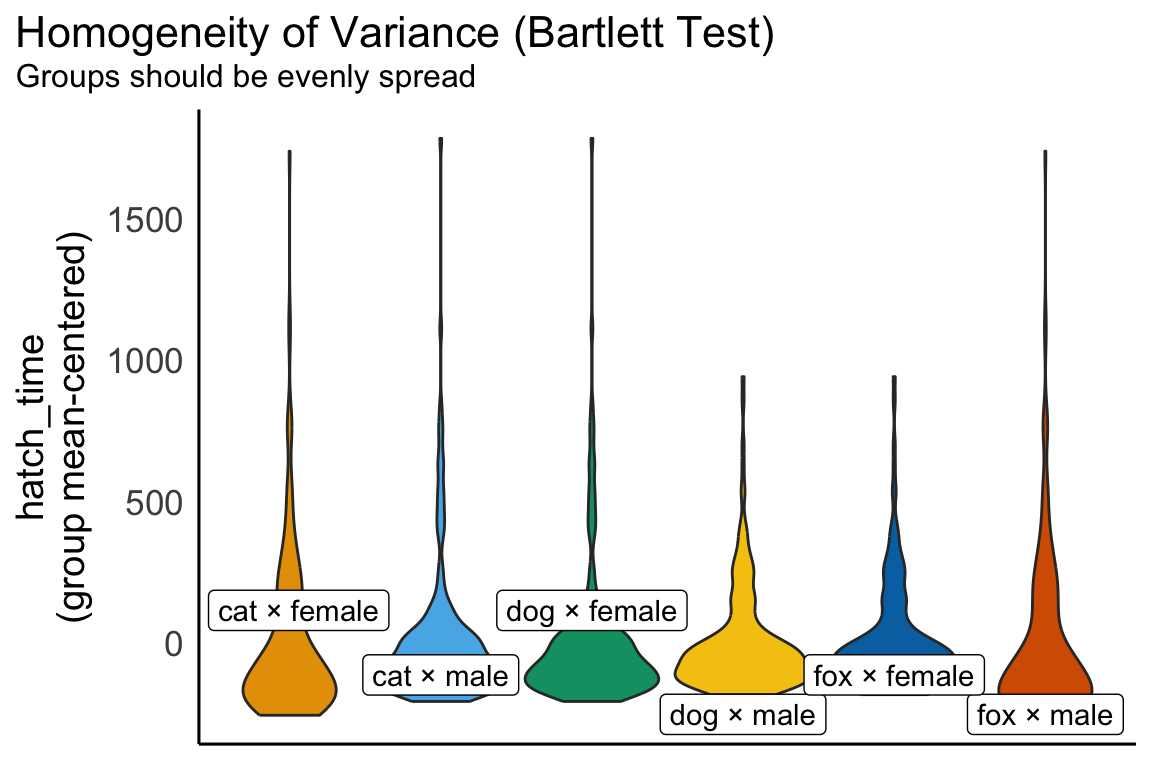 Homogeneity of Variance (Bartlett Test)
Groups should be evenly spread
hatch_time
(group mean-centered)
1500
1000
500
0
cat × female
cat × male
dog × female
dog × male
fox × female
fox × male